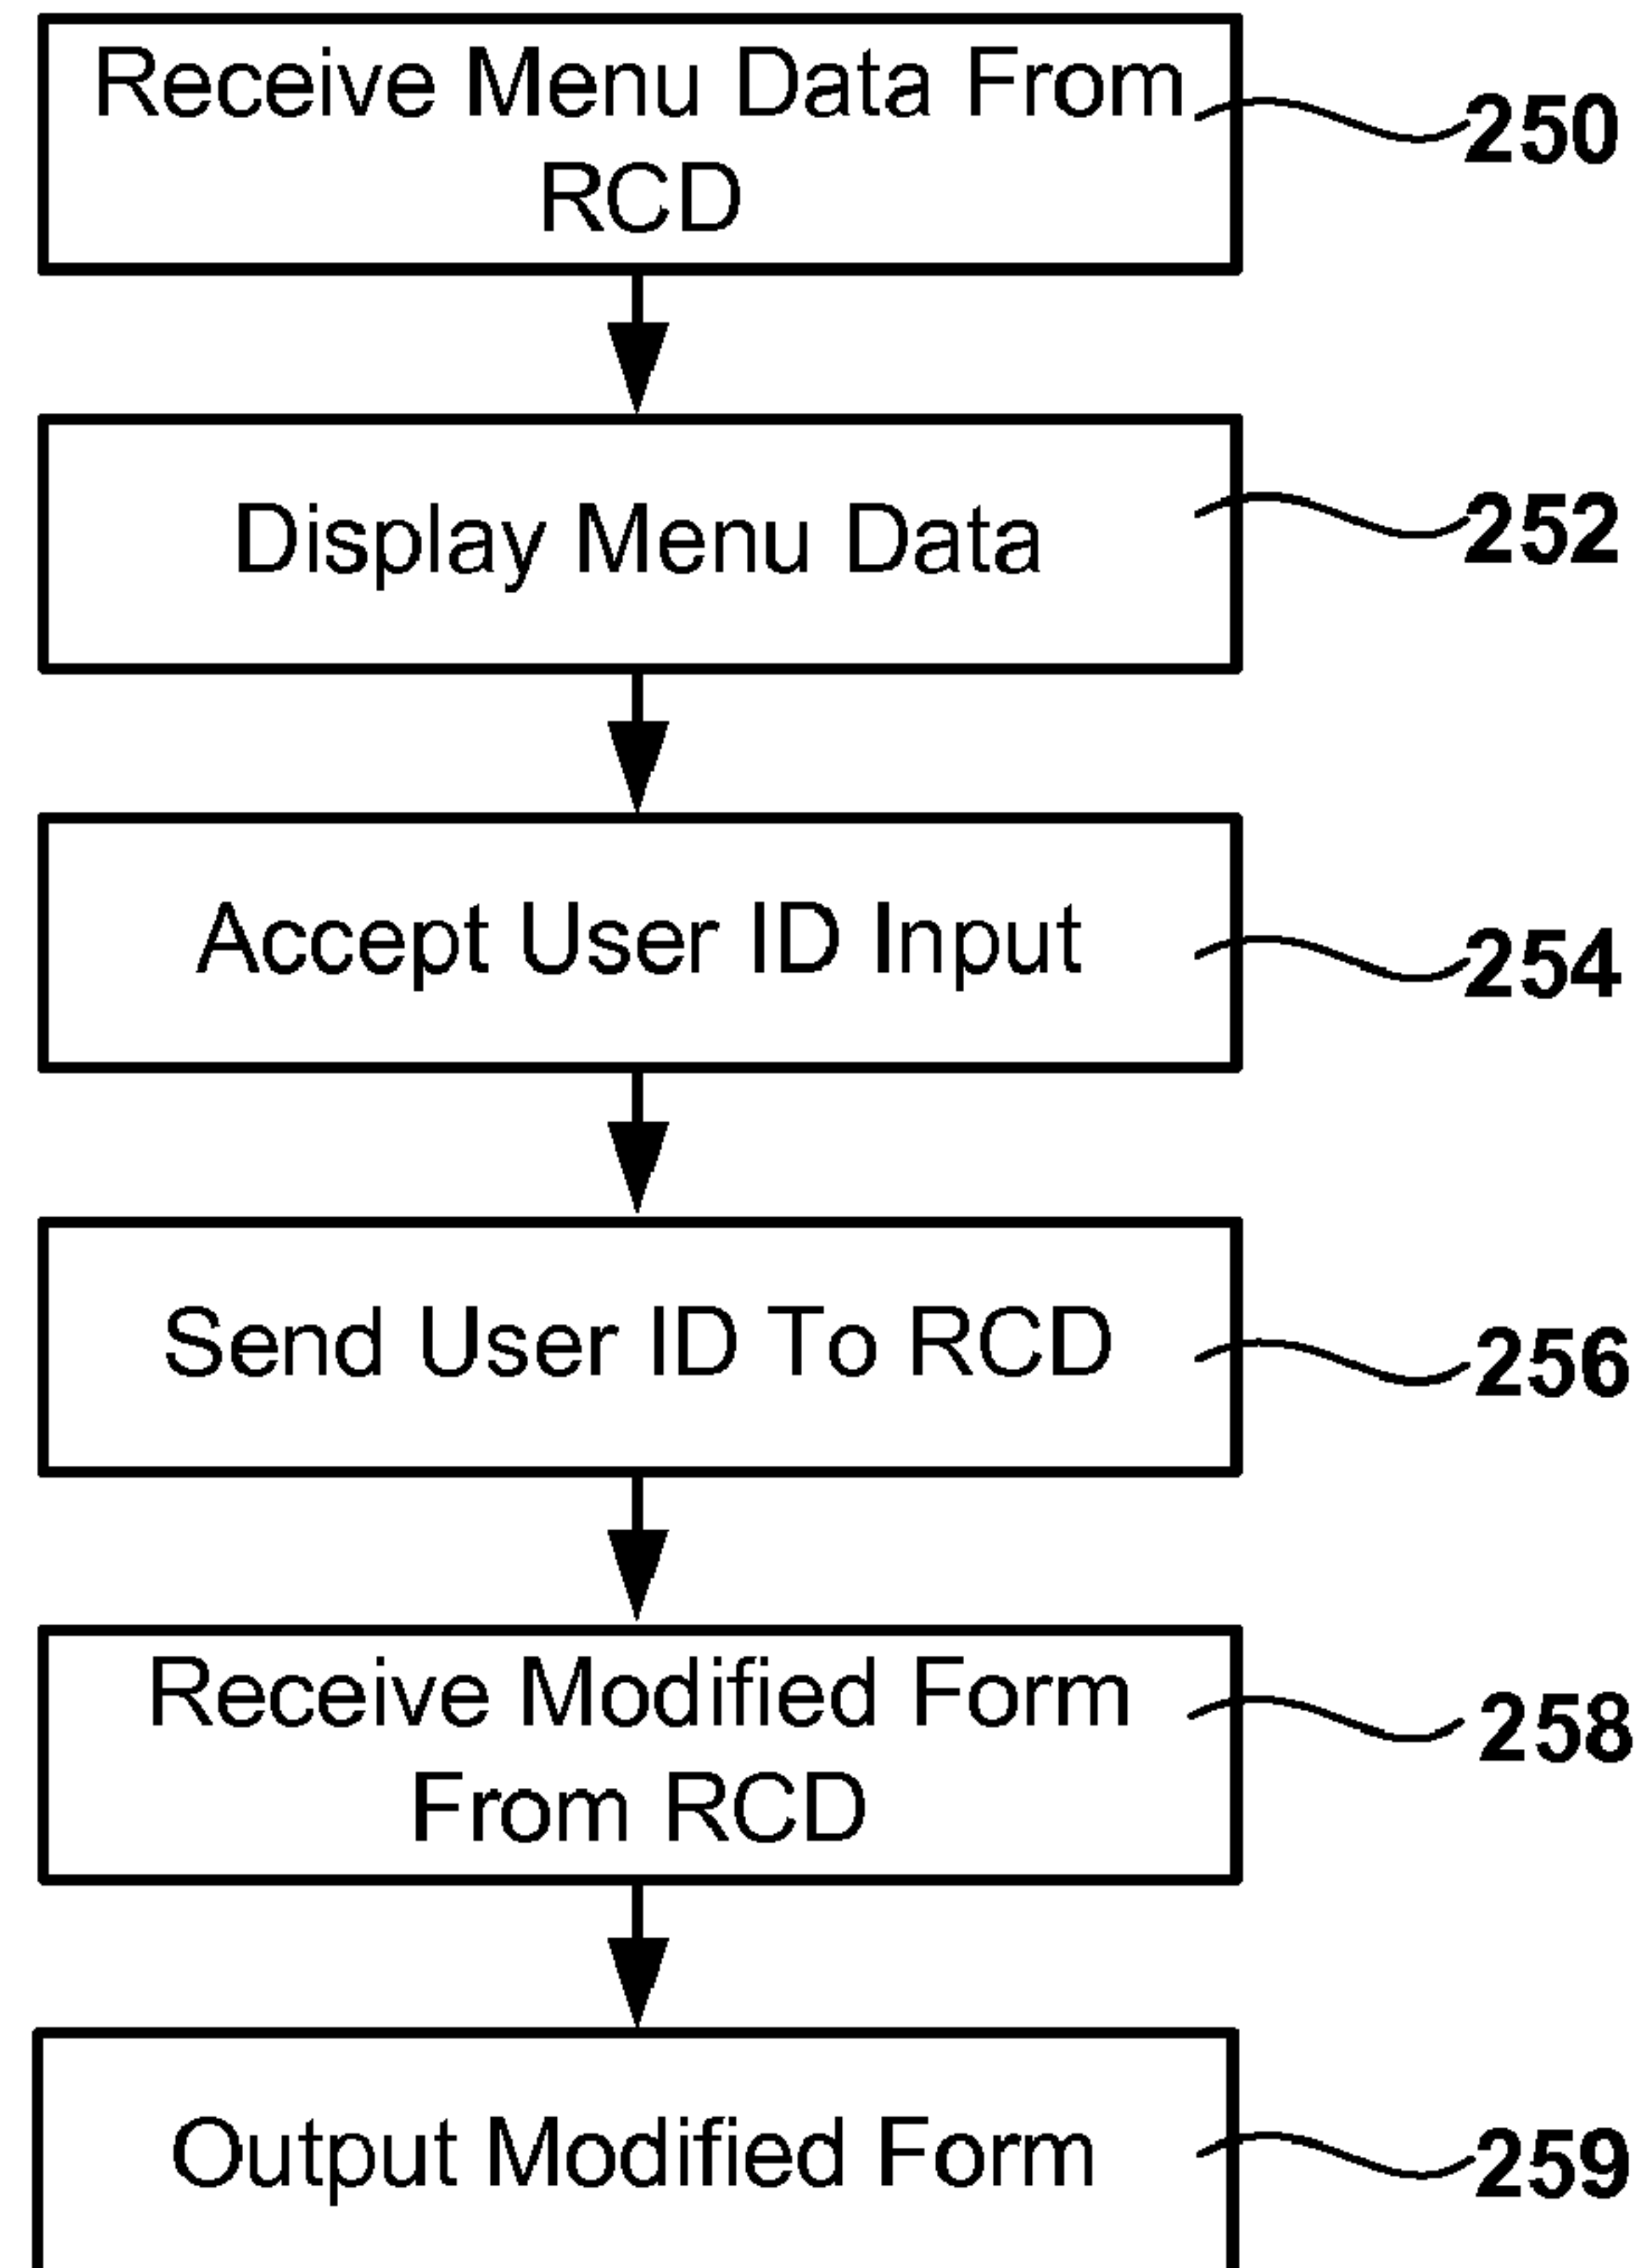 Receive Menu Data From
RCD
250
Display Menu Data
252
Accept User ID Input
254
Send User ID To RCD
256
Receive Modified Form
From RCD
258
Output Modified Form
259